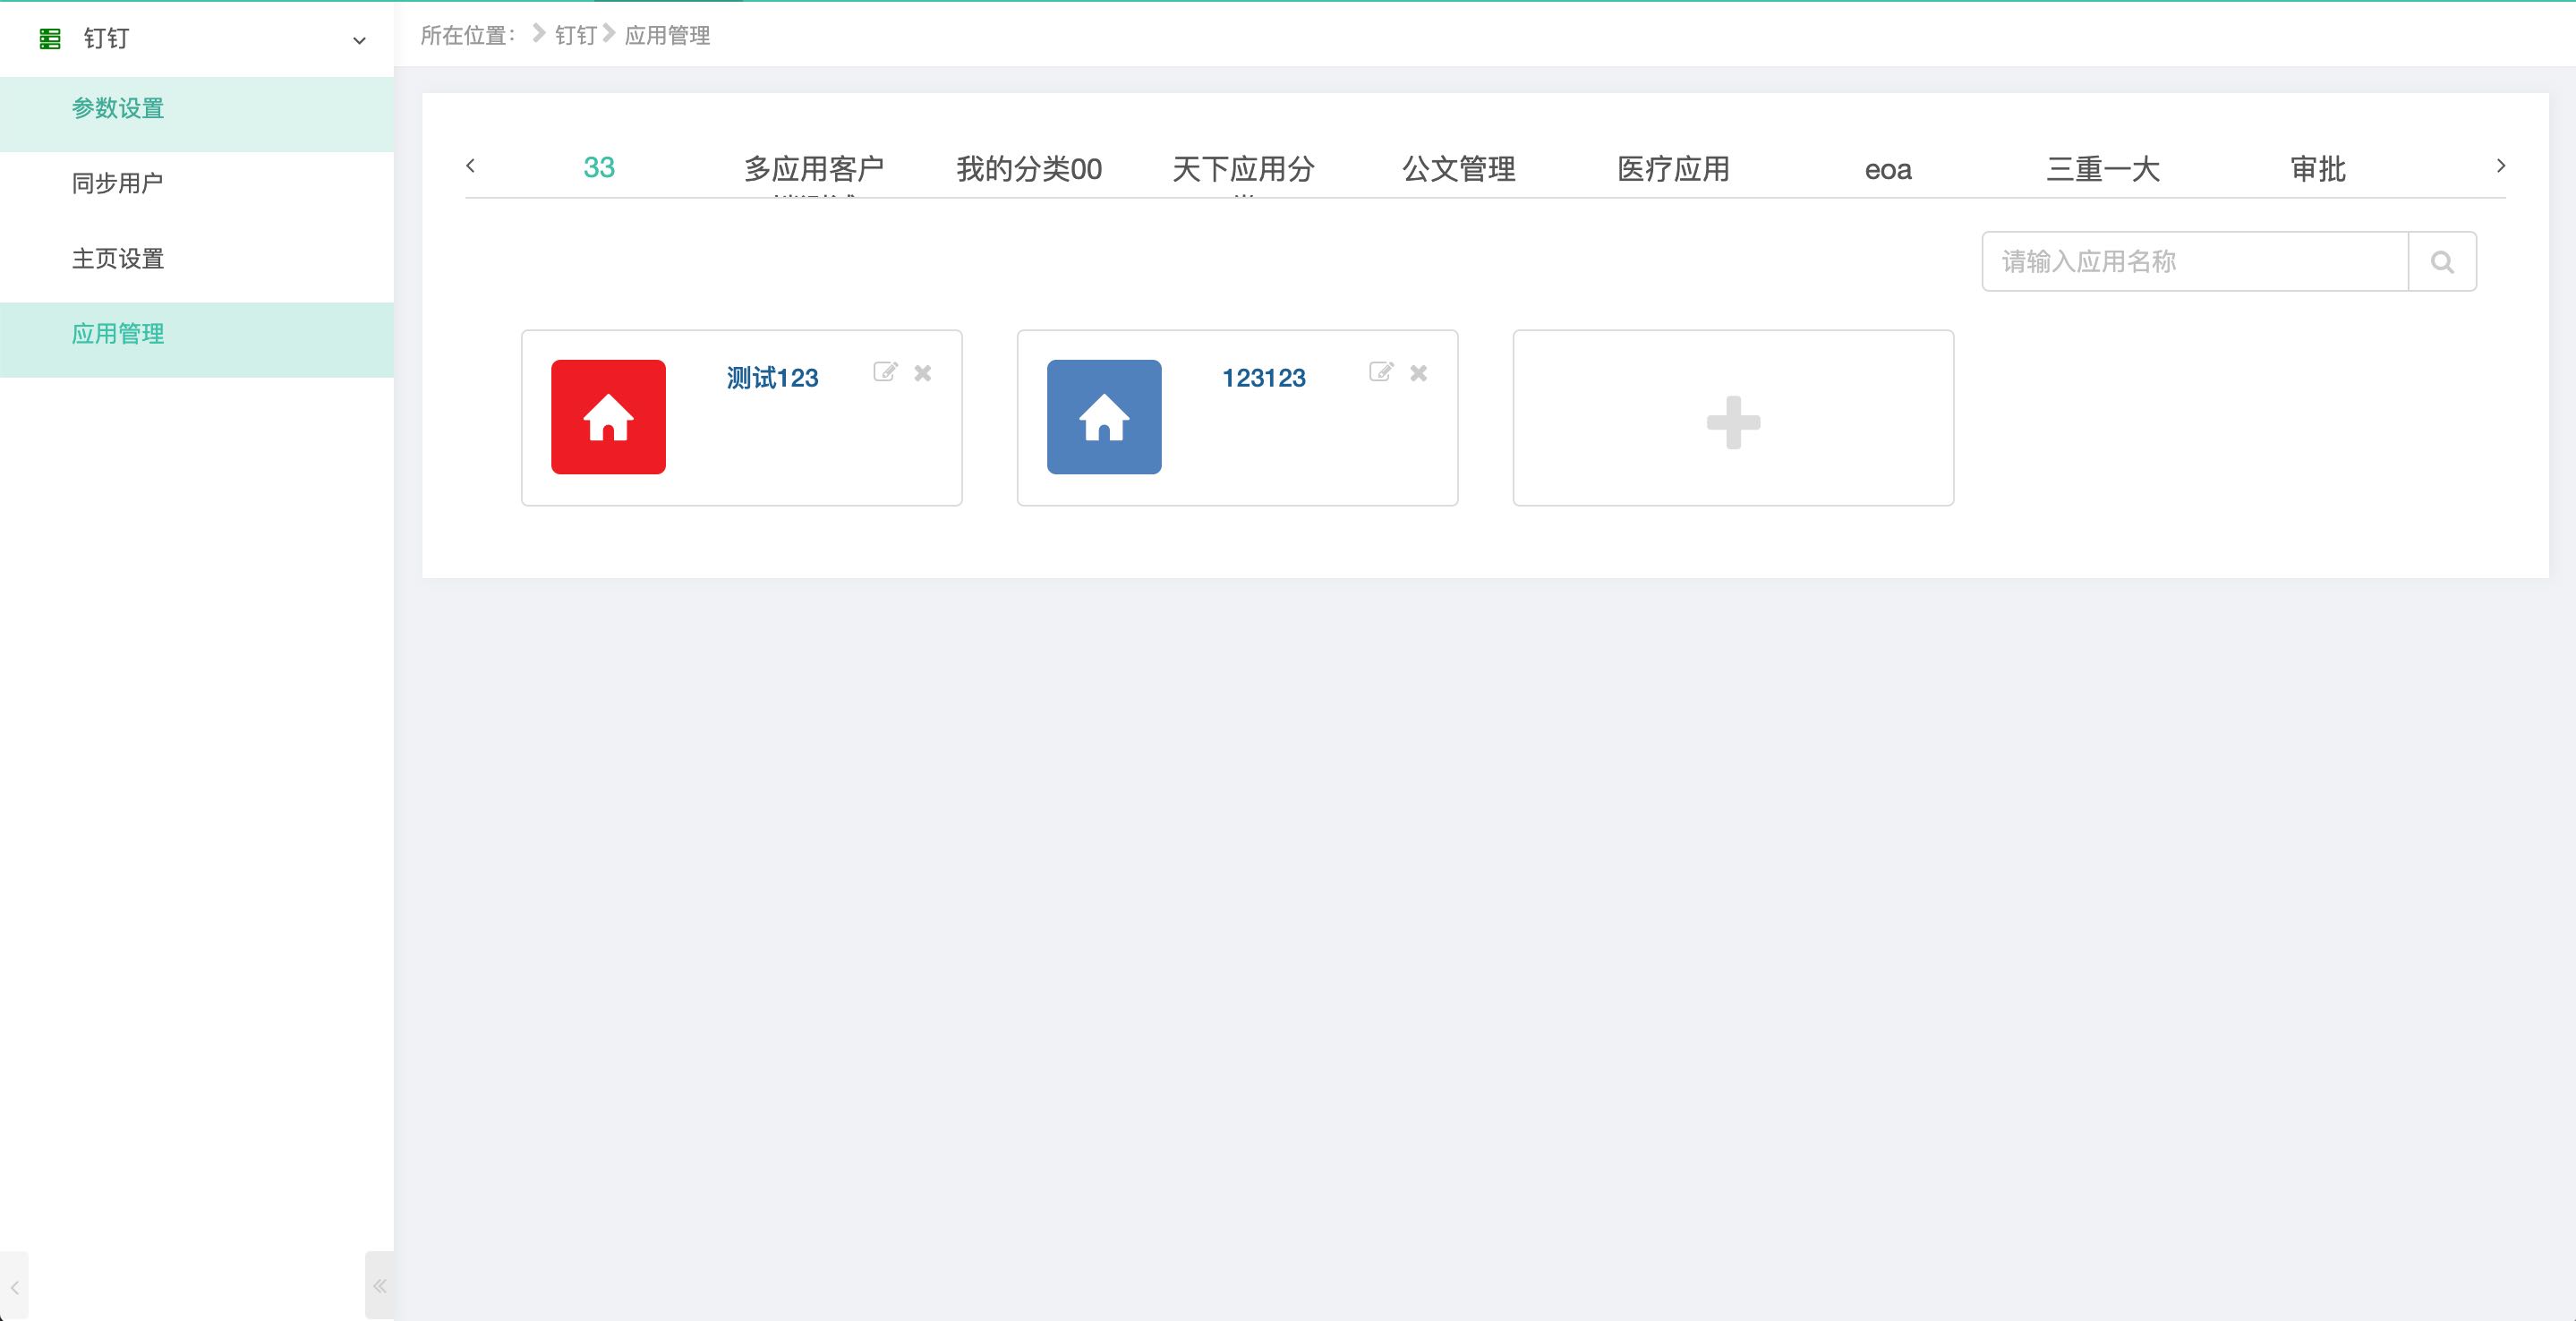 钉钉
参数设置
同步用户
主页设置
应用管理
所在位置： 钉钉 应用管理
33 多应用客户 我的分类00 天下应用分 公文管理 医疗应用 eoa 三重一大 审批
请输入应用名称
测试123
123123